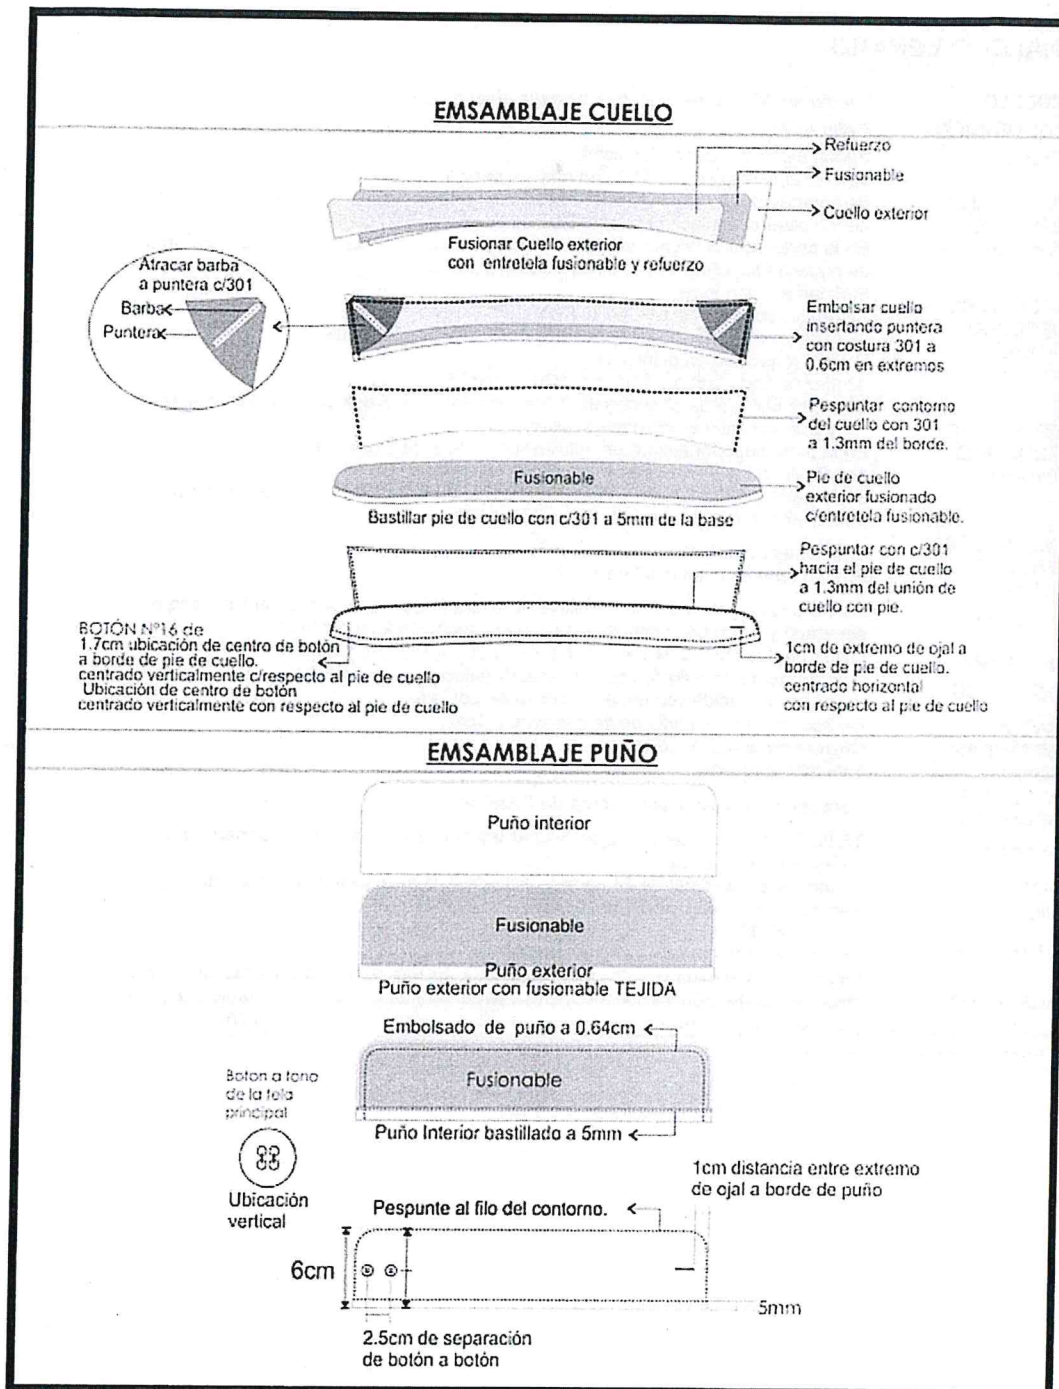 EMSAMBLAJE CUELLO
Refuerzo
Fusionable
Cuello exterior
Fusionar Cuello exterior
con entretela fusionable y refuerzo
Atracar barba
a puntera c/301
Barba
Puntera
Embolsar cuello
insertando puntera
con costura 301 a
0.6cm en extremos
Pespuntar contorno
del cuello con 301
a 1.3mm del borde.
Fusionable
Pie de cuello
exterior fusionado
c/entretela fusionable.
Bastillar pie de cuello con c/301 a 5mm de la base
Pespuntar con c/301
hacia el pie de cuello
a 1.3mm del unión de
cuello con pie.
BOTÓN N°16 de
1.7cm ubicación de centro de botón
a borde de pie de cuello.
centrado verticalmente c/respecto al pie de cuello
Ubicación de centro de botón
centrado verticalmente con respecto al pie de cuello
1cm de extremo de ojal a
borde de pie de cuello.
centrado horizontal
con respecto al pie de cuello
EMSAMBLAJE PUÑO
Puño interior
Fusionable
Puño exterior
Puño exterior con fusionable TEJIDA
Embolsado de puño a 0.64cm
Fusionable
Puño Interior bastillado a 5mm
Boton a tono
de la tela
principal
Ubicación
vertical
1cm distancia entre extremo
de ojal a borde de puño
Pespunte al filo del contorno.
6cm
5mm
2.5cm de separación
de botón a botón